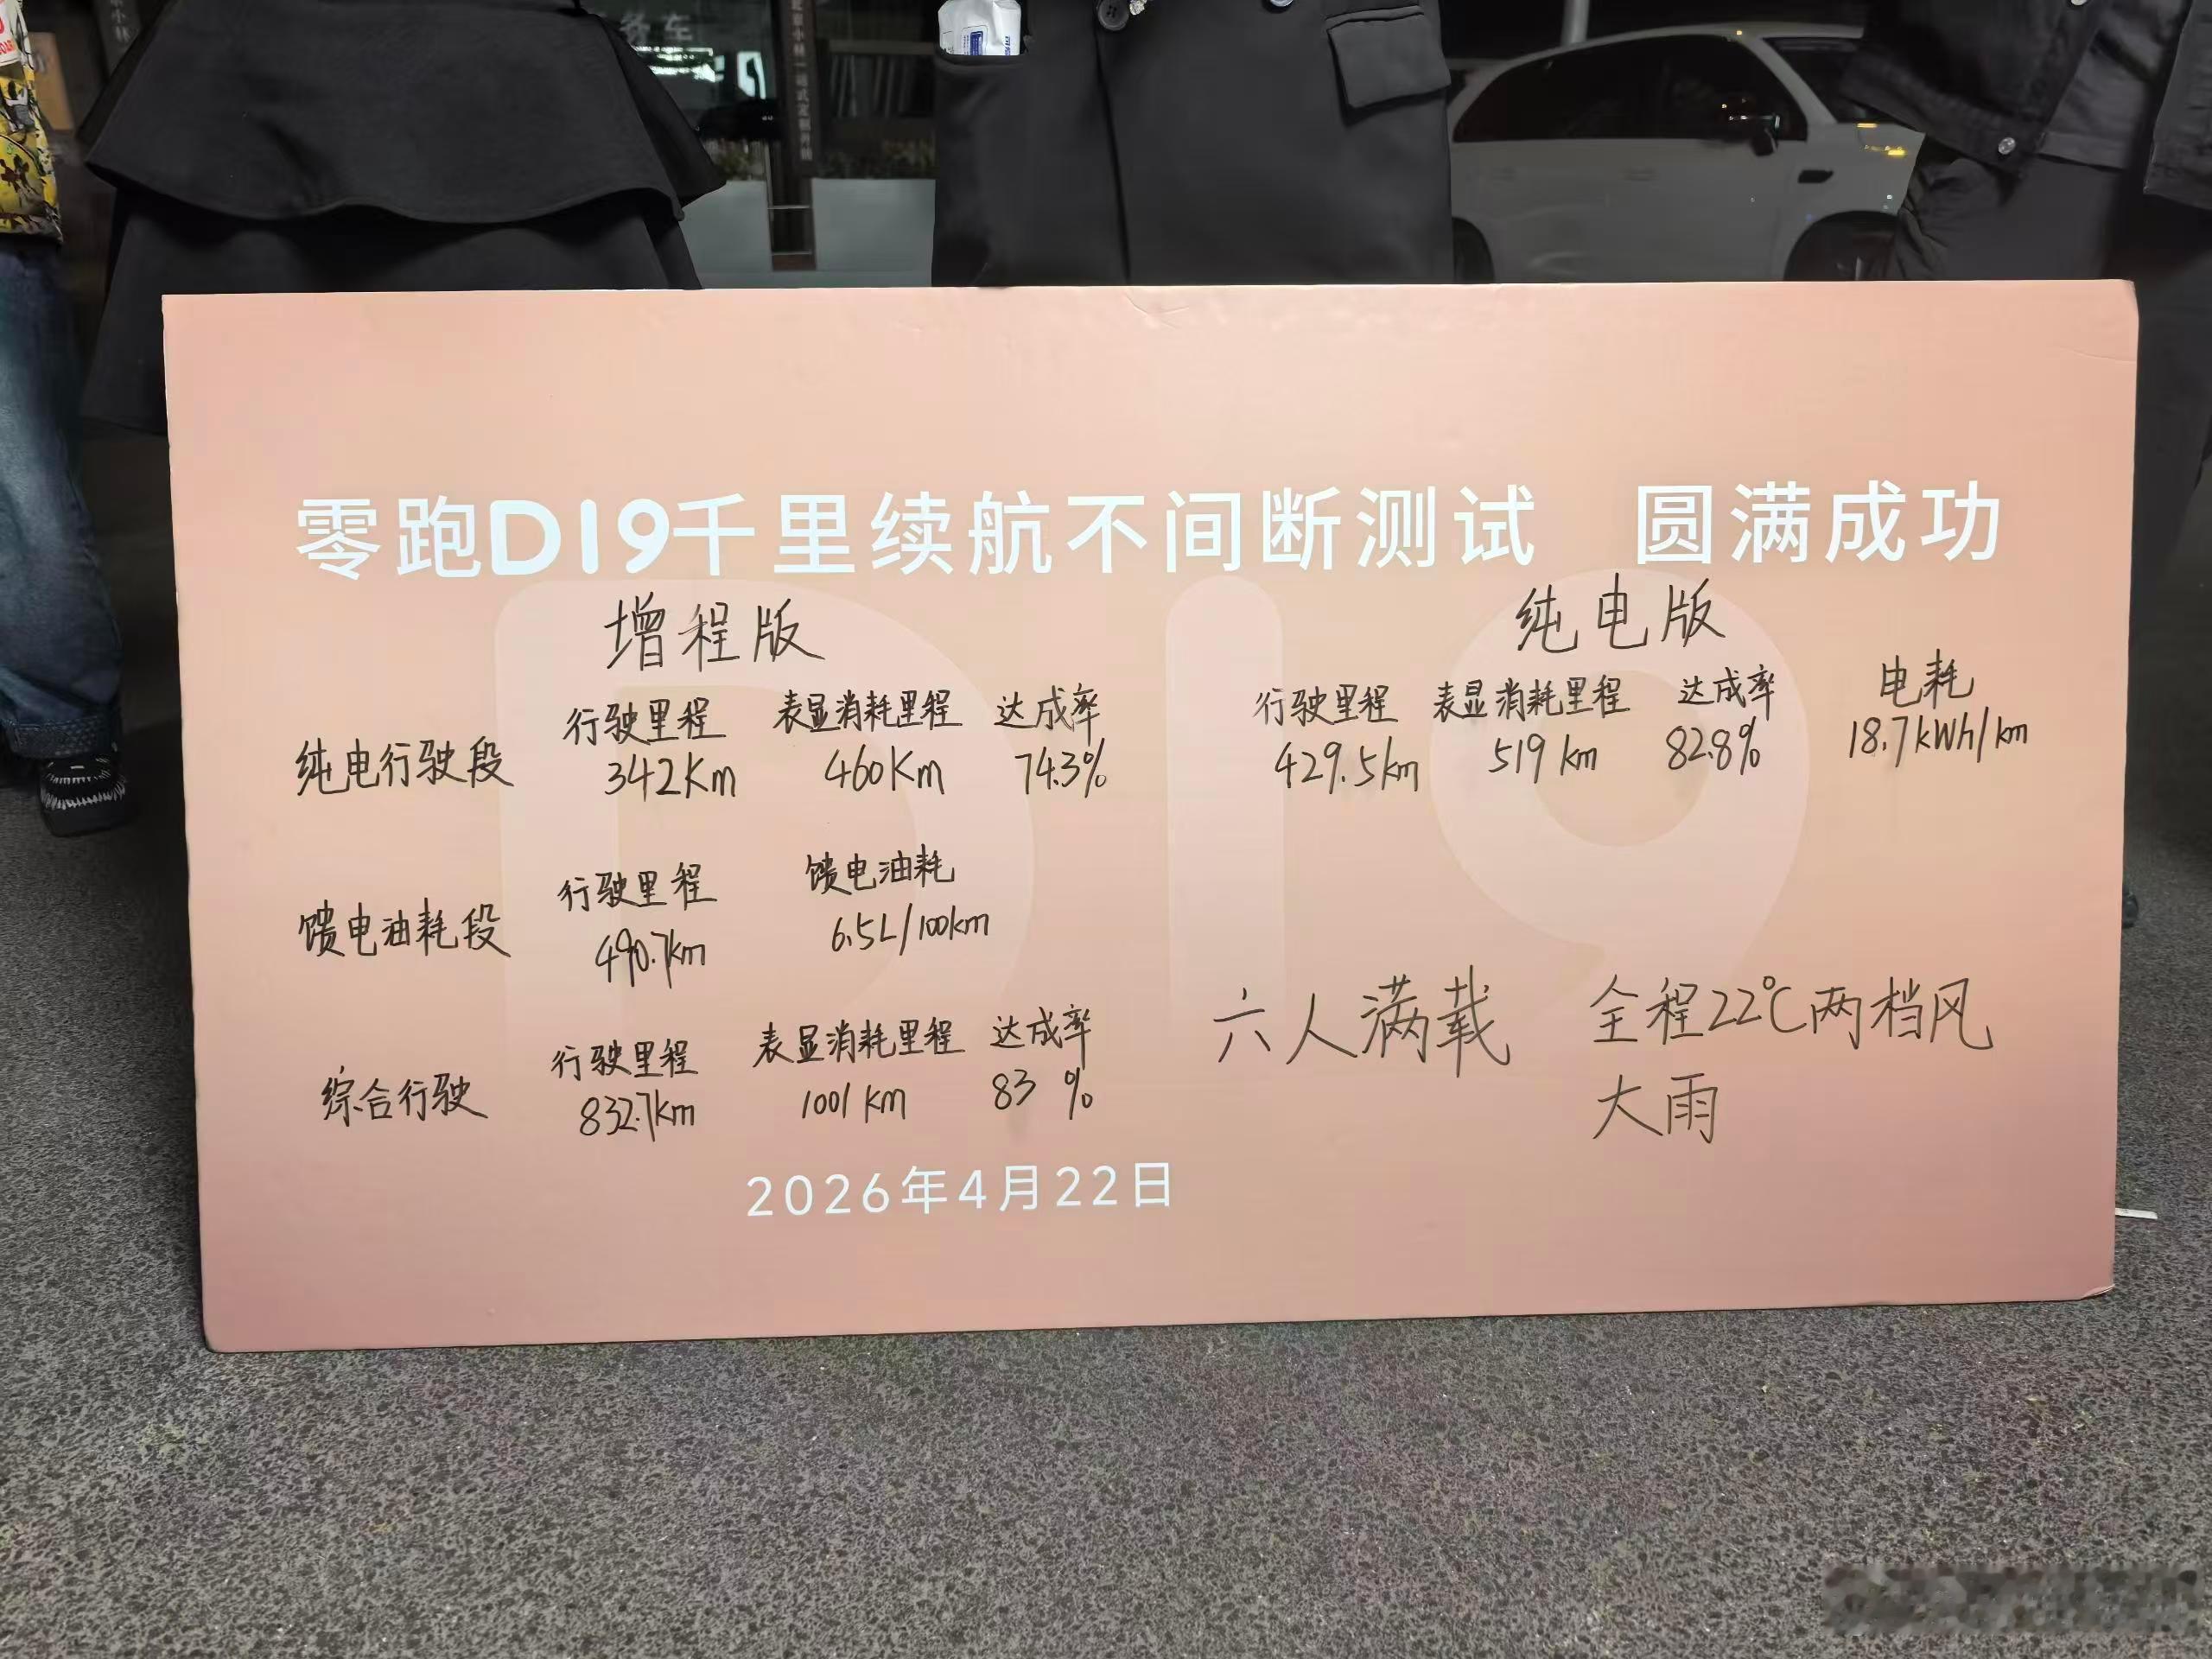 务车
零跑D19千里续航不间断测试 圆满成功
增程版
纯电行驶段 行驶里程 表显消耗里程 达成率
342Km 460Km 74.3%
馈电油耗段 行驶里程 馈电油耗
490.7km 6.5L/100km
综合行驶 行驶里程 表显消耗里程 达成率
832.7km 1001km 83%
纯电版
行驶里程 表显消耗里程 达成率 电耗
429.5km 519km 82.8% 18.7kWh/km
六人满载 全程22℃两档风
大雨
2026年4月22日